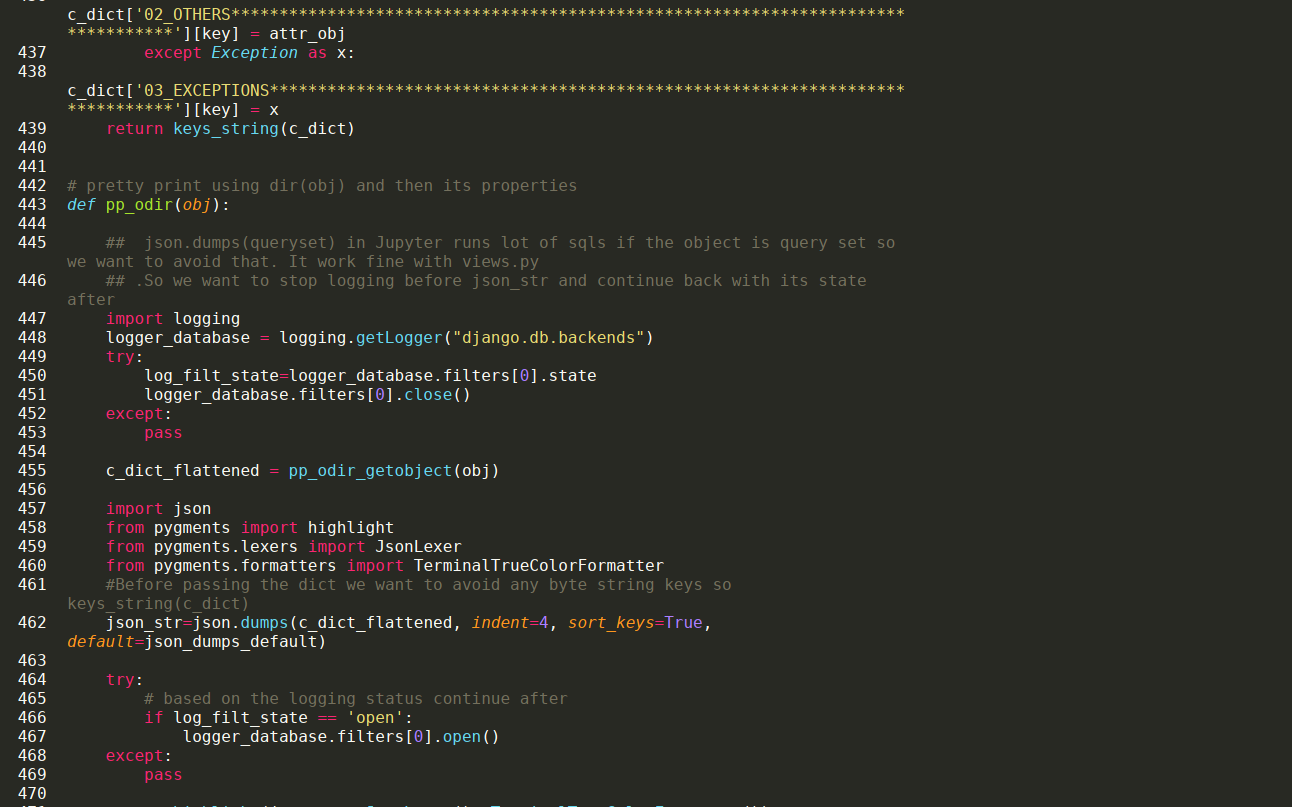 c_dict['02_OTHERS**********************************************************************
***********'][key] = attr_obj
437 except Exception as x:
438
c_dict['03_EXCEPTIONS******************************************************************
***********'][key] = x
439 return keys_string(c_dict)
440
441
442 # pretty print using dir(obj) and then its properties
443 def pp_odir(obj):
444
445 ##  json.dumps(queryset) in Jupyter runs lot of sqls if the object is query set so
we want to avoid that. It work fine with views.py
446 ## .So we want to stop logging before json_str and continue back with its state
after
447 import logging
448 logger_database = logging.getLogger("django.db.backends")
449 try:
450 log_filt_state=logger_database.filters[0].state
451 logger_database.filters[0].close()
452 except:
453 pass
454
455 c_dict_flattened = pp_odir_getobject(obj)
456
457 import json
458 from pygments import highlight
459 from pygments.lexers import JsonLexer
460 from pygments.formatters import TerminalTrueColorFormatter
461 #Before passing the dict we want to avoid any byte string keys so
keys_string(c_dict)
462 json_str=json.dumps(c_dict_flattened, indent=4, sort_keys=True,
default=json_dumps_default)
463
464 try:
465 # based on the logging status continue after
466 if log_filt_state == 'open':
467 logger_database.filters[0].open()
468 except:
469 pass
470